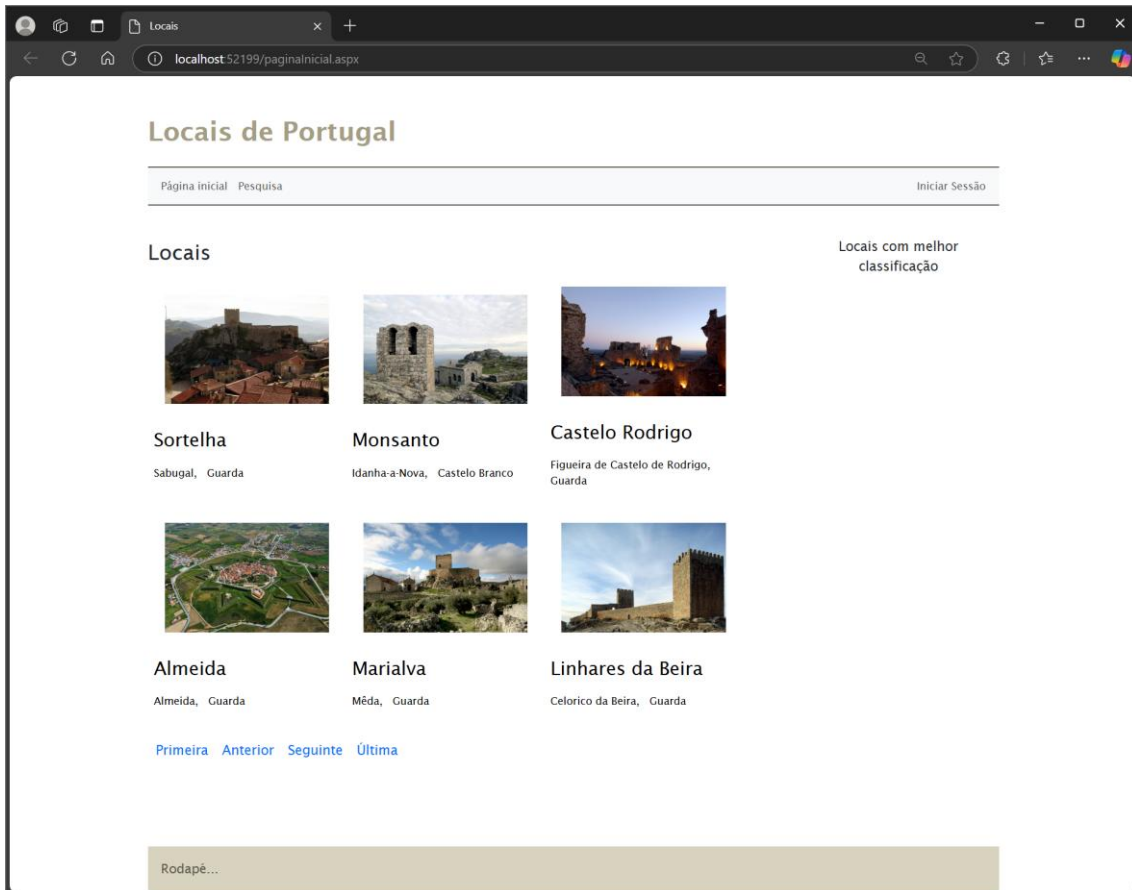 Locais
localhost:52199/paginaInicial.aspx
Locais de Portugal
Página inicial Pesquisa Iniciar Sessão
Locais
Locais com melhor
classificação
Sortelha
Sabugal, Guarda
Monsanto
Idanha-a-Nova, Castelo Branco
Castelo Rodrigo
Figueira de Castelo de Rodrigo,
Guarda
Almeida
Almeida, Guarda
Marialva
Mêda, Guarda
Linhares da Beira
Celorico da Beira, Guarda
Primeira Anterior Seguinte Última
Rodapé...